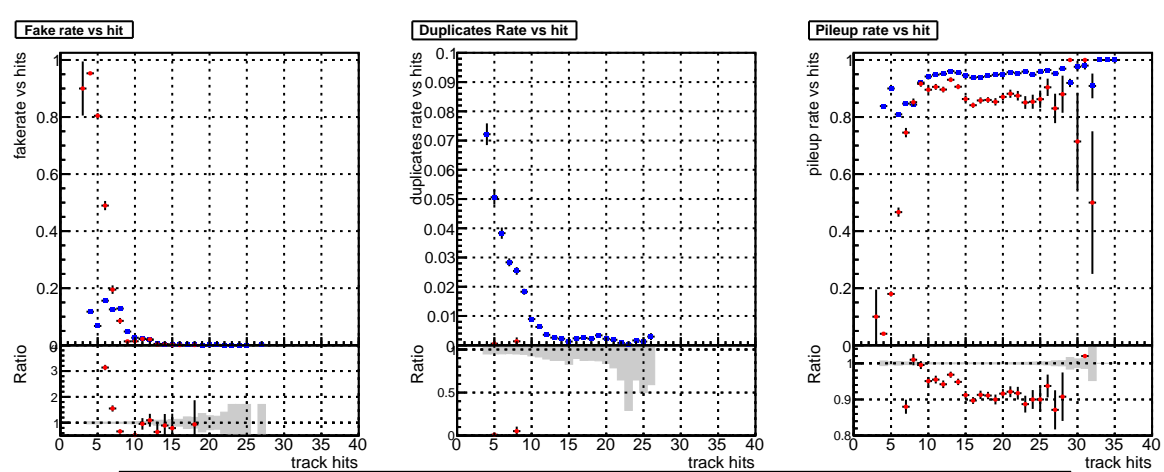 Fake rate vs hit
fakerate vs hits
1
0.8
0.6
0.4
0.2
0
Ratio
3
2
1
0 5 10 15 20 25 30 35 40
track hits
Duplicates Rate vs hit
duplicates rate vs hits
0.1
0.09
0.08
0.07
0.06
0.05
0.04
0.03
0.02
0.01
0
Ratio
1
0.5
0
0 5 10 15 20 25 30 35 40
track hits
Pileup rate vs hit
pileup rate vs hits
1
0.8
0.6
0.4
0.2
0
Ratio
1
0.9
0.8
0 5 10 15 20 25 30 35 40
track hits